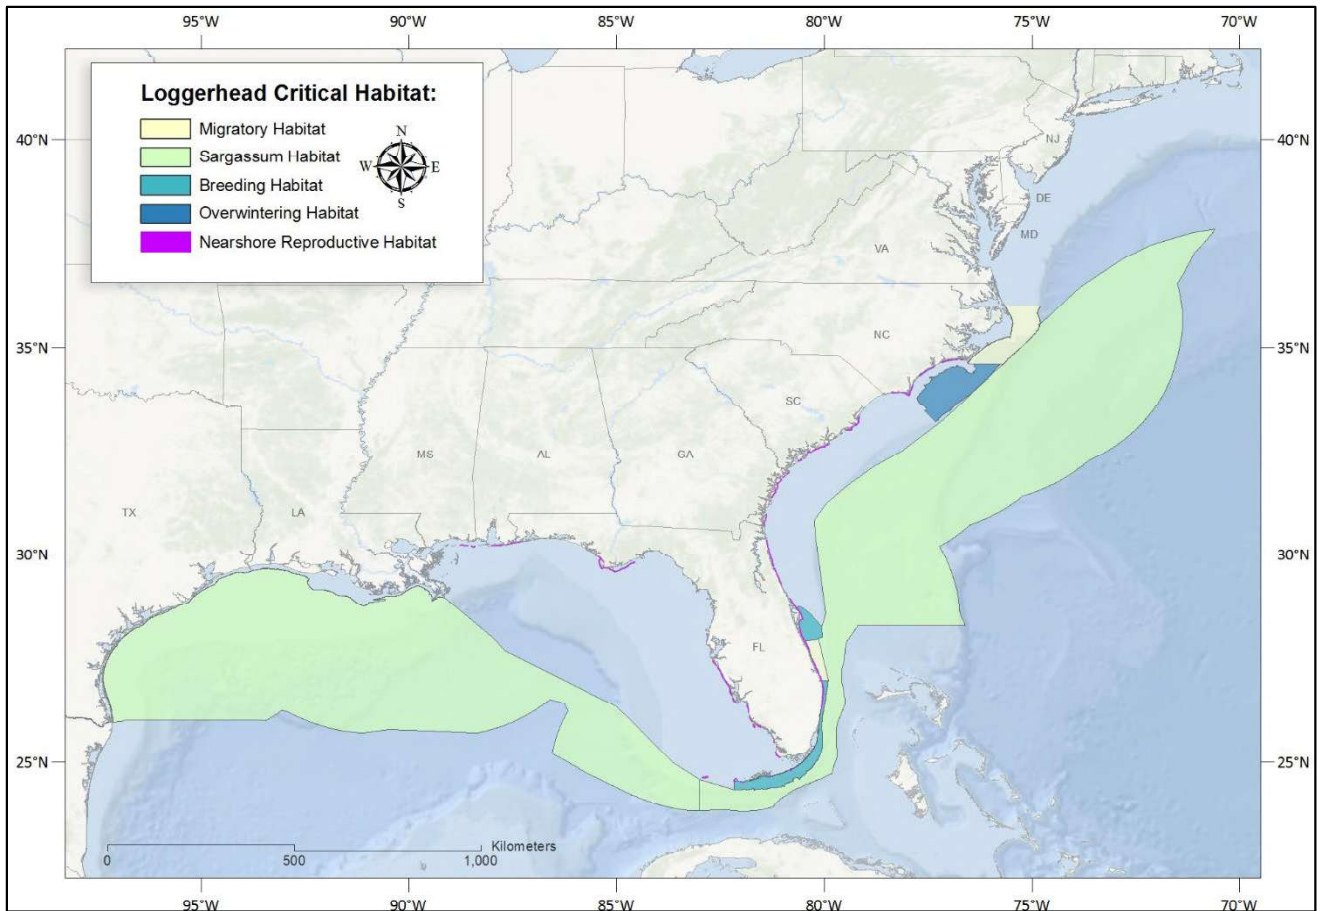 95°W 90°W 85°W 80°W 75°W 70°W
Loggerhead Critical Habitat:
Migratory Habitat
Sargassum Habitat
Breeding Habitat
Overwintering Habitat
Nearshore Reproductive Habitat
N
W E
S
40°N 40°N
NJ
DE
MD
VA
35°N 35°N
NC
SC
MS AL GA
TX LA
30°N 30°N
FL
25°N 25°N
Kilometers
0 500 1,000
95°W 90°W 85°W 80°W 75°W 70°W